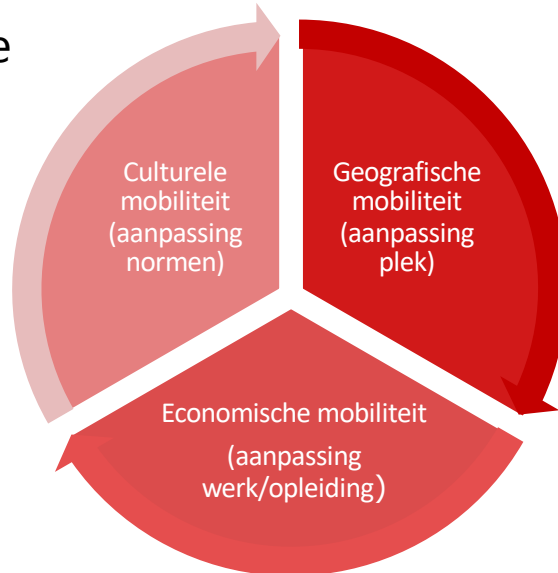 e
Culturele
mobiliteit
(aanpassing
normen)
Geografische
mobiliteit
(aanpassing
plek)
Economische mobiliteit
(aanpassing
werk/opleiding)